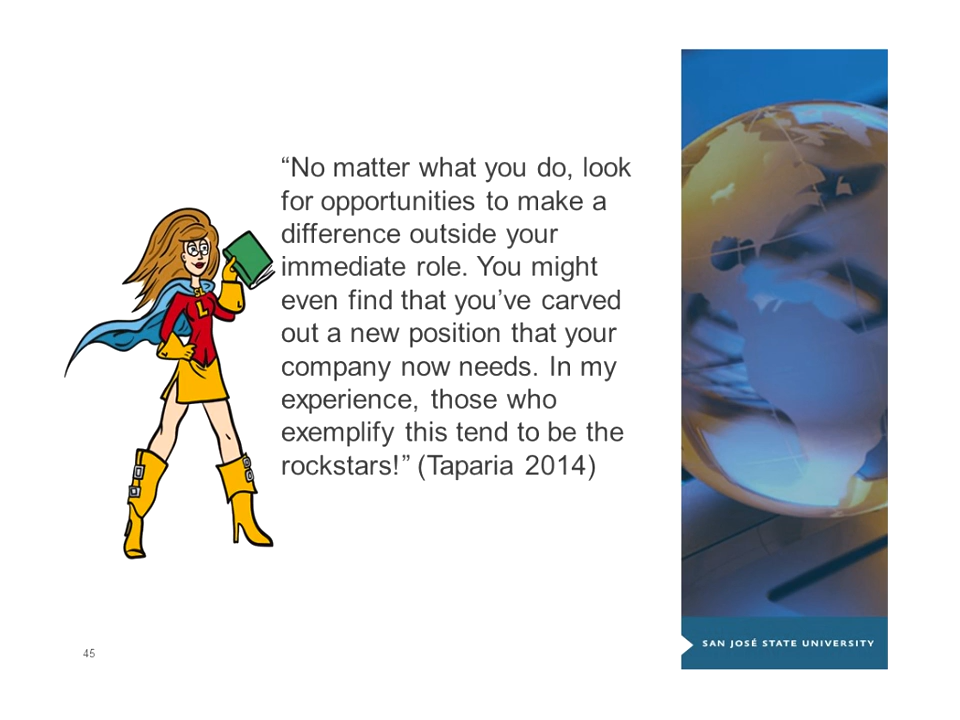 “No matter what you do, look
for opportunities to make a
difference outside your
immediate role. You might
even find that you’ve carved
out a new position that your
company now needs. In my
experience, those who
exemplify this tend to be the
rockstars!” (Taparia 2014)
L
L
SAN JOSÉ STATE UNIVERSITY
45